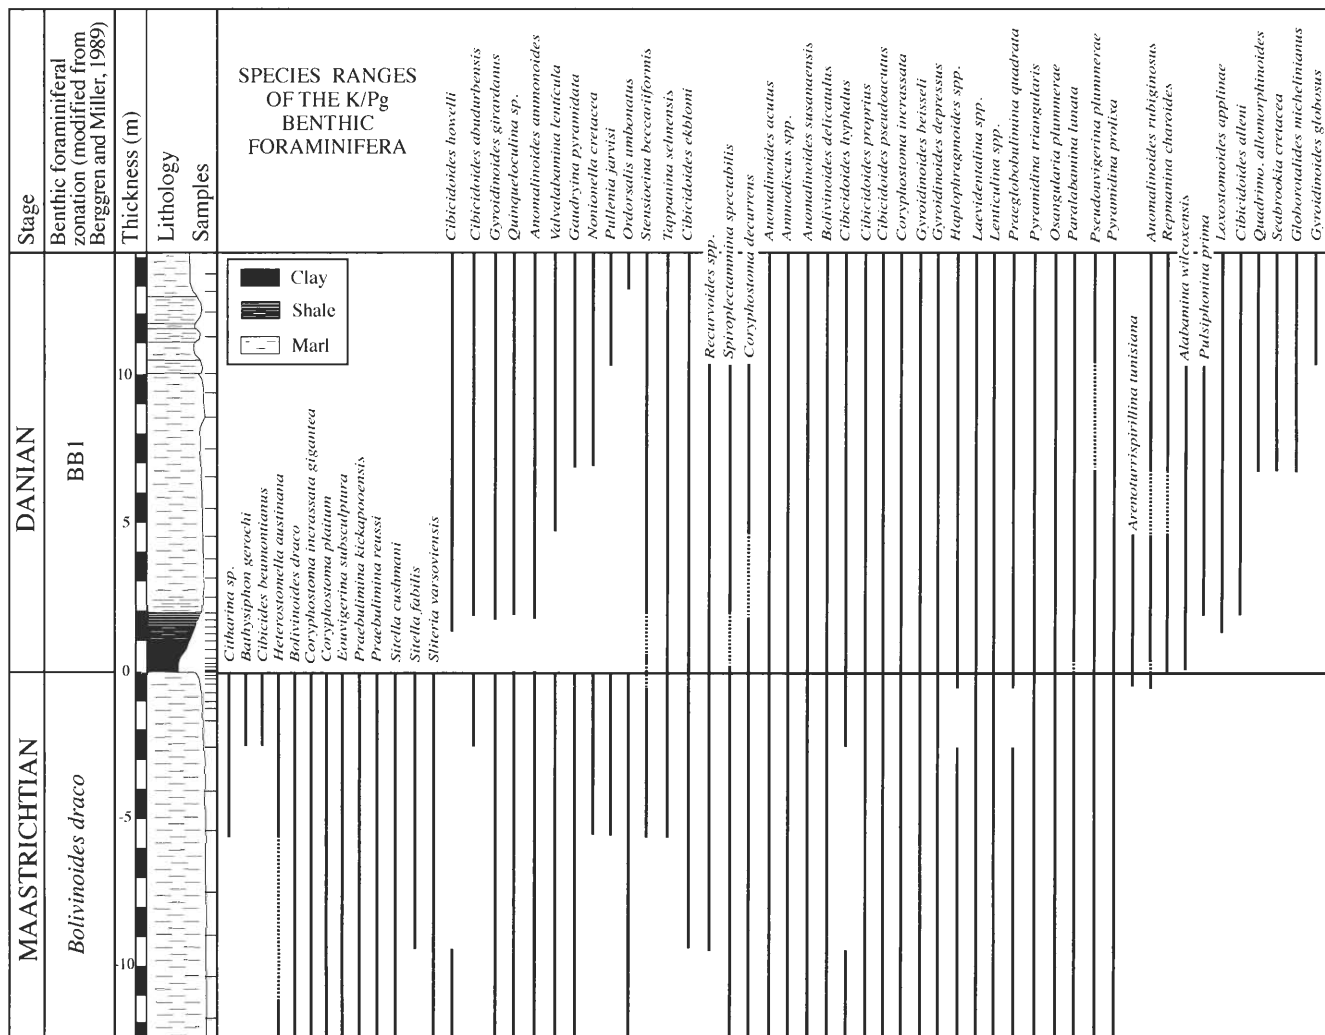 Stage
Benthic foraminiferal
zonation (modified from
Berggren and Miller, 1989)
Thickness (m)
Lithology
Samples
SPECIES RANGES
OF THE K/Pg
BENTHIC
FORAMINIFERA
Clay
Shale
Marl
DANIAN
BB1
MAASTRICHTIAN
Bolivinoides draco
10
5
0
-5
-10
Citharina sp.
Bathysiphon gerochi
Cibicides beamontianus
Heterostomella austinana
Bolivinoides draco
Coryphostoma incrassata gigantea
Coryphostoma plaitum
Eouvigerina subsculptura
Praebulimina kickapooensis
Praebulimina reussi
Sitella cushmani
Sitella fabilis
Sliteria varsoviensis
Cibicidoides howelli
Cibicidoides abudurbensis
Gyroidinoides girardanus
Quinqueloculina sp.
Anomalinoides ammonoides
Valvalabamina lenticula
Gaudryina pyramidata
Nonionella cretacea
Pullenia jarvisi
Ordorsalis umbonatus
Stensioeina beccariiformis
Tappanina selmensis
Cibicidoides ekblomi
Recurvoides spp.
Spiroplectammina spectabilis
Coryphostoma decurrens
Anomalinoides acutus
Ammodiscus spp.
Anomalinoides susanaensis
Bolivinoides delicatulus
Cibicidoides hyphalus
Cibicidoides proprius
Cibicidoides pseudoacutus
Coryphostoma incrassata
Gyroidinoides beisseli
Gyroidinoides depressus
Haplophragmoides spp.
Laevidentalina spp.
Lenticulina spp.
Praeglobobulimina quadrata
Pyramidina triangularis
Osangularia plummerae
Paralabamina lunata
Pseudouvigerina plummerae
Pyramidina prolixa
Arenoturrispirillina tunisiana
Anomalinoides rubiginosus
Repmanina charoides
Alabamina wilcoxensis
Pulsiphonina prima
Loxostomoides applinae
Cibicidoides alleni
Quadrimo. allomorphinoides
Seabrookia cretacea
Globorotalides michelinianus
Gyroidinoides globosus